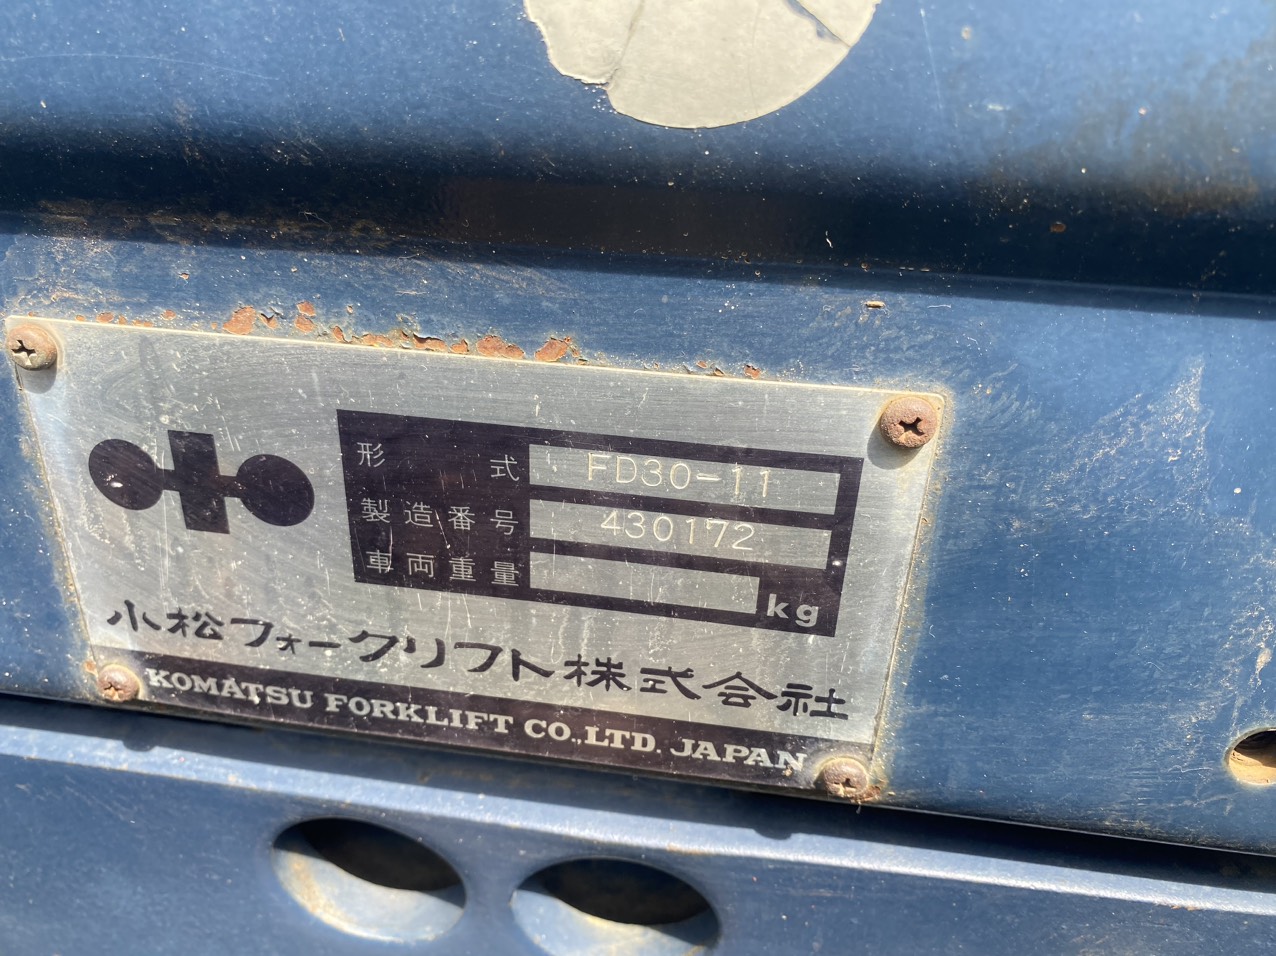 形式 FD30-11
製造番号 430172
車両重量 kg
小松フォークリフト株式会社
KOMATSU FORKLIFT CO.,LTD. JAPAN